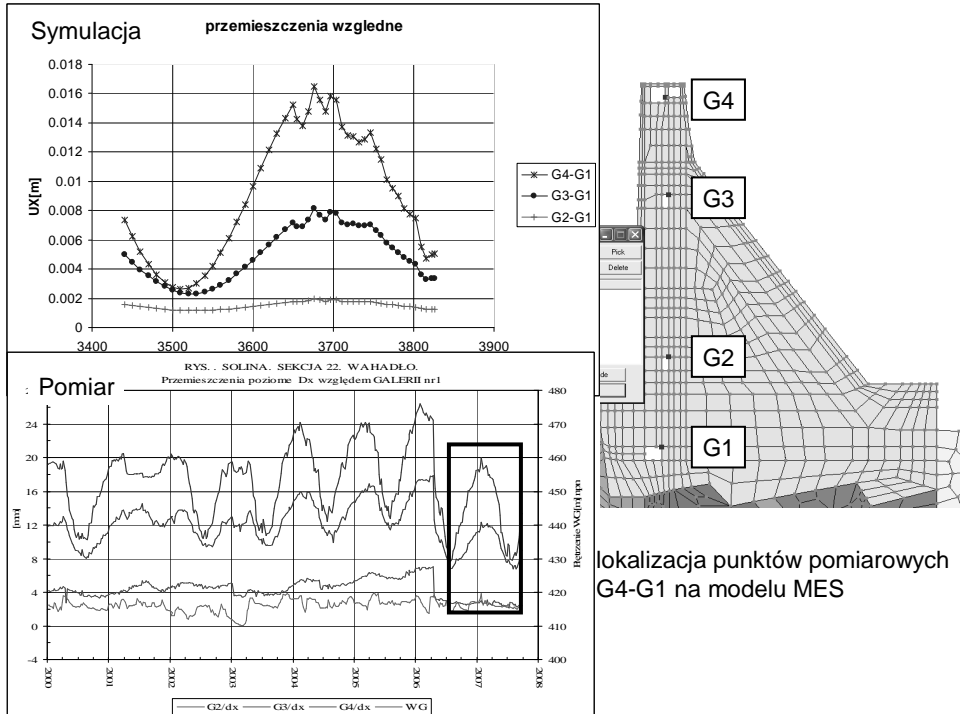 Symulacja
przemieszczenia wzgledne
UX[m]
0.018
0.016
0.014
0.012
0.01
0.008
0.006
0.004
0.002
0
3400 3500 3600 3700 3800 3900
G4-G1
G3-G1
G2-G1
Pomiar
RYS. . SOLINA. SEKCJA 22. WAHADŁO.
Przemieszczenia poziome Dx względem GALERII nr1
[mm]
24
20
16
12
8
4
0
-4
480
470
460
450
440
430
420
410
400
2000 2001 2002 2003 2004 2005 2006 2007 2008
G2/dx G3/dx G4/dx WG
Pick
Delete
G4
G3
G2
G1
lokalizacja punktów pomiarowych
G4-G1 na modelu MES